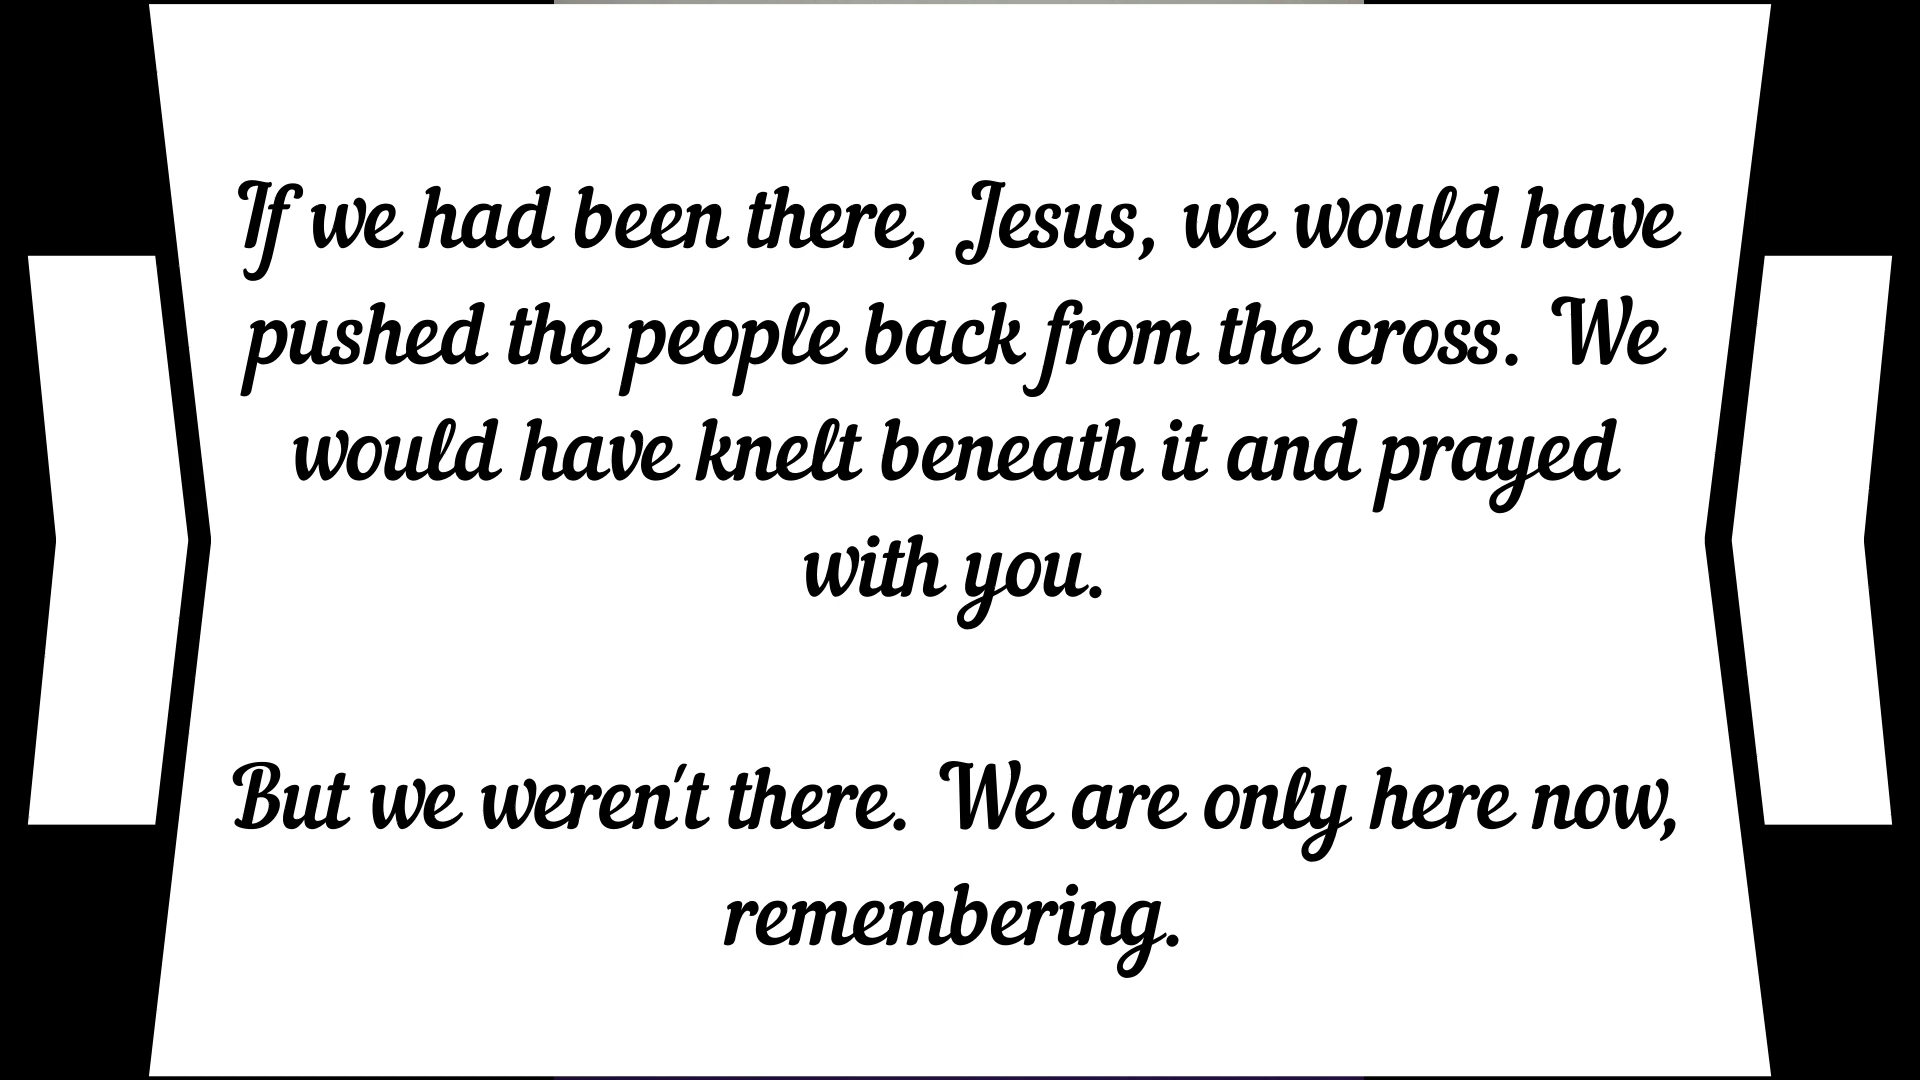 If we had been there, Jesus, we would have
pushed the people back from the cross. We
would have knelt beneath it and prayed
with you.
But we weren't there. We are only here now,
remembering.